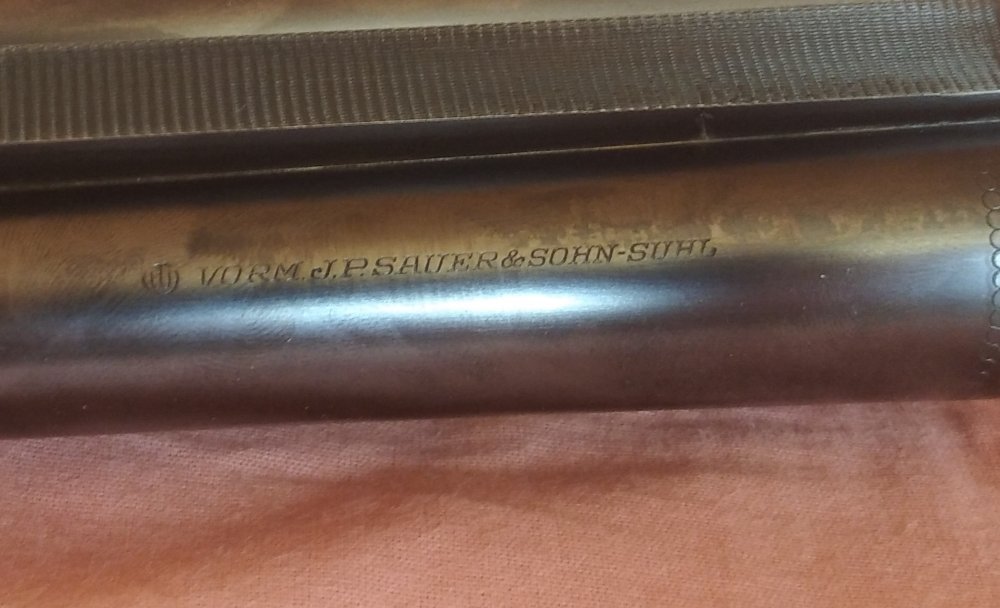 VORM. J.P. SAUER & SOHN-SUHL